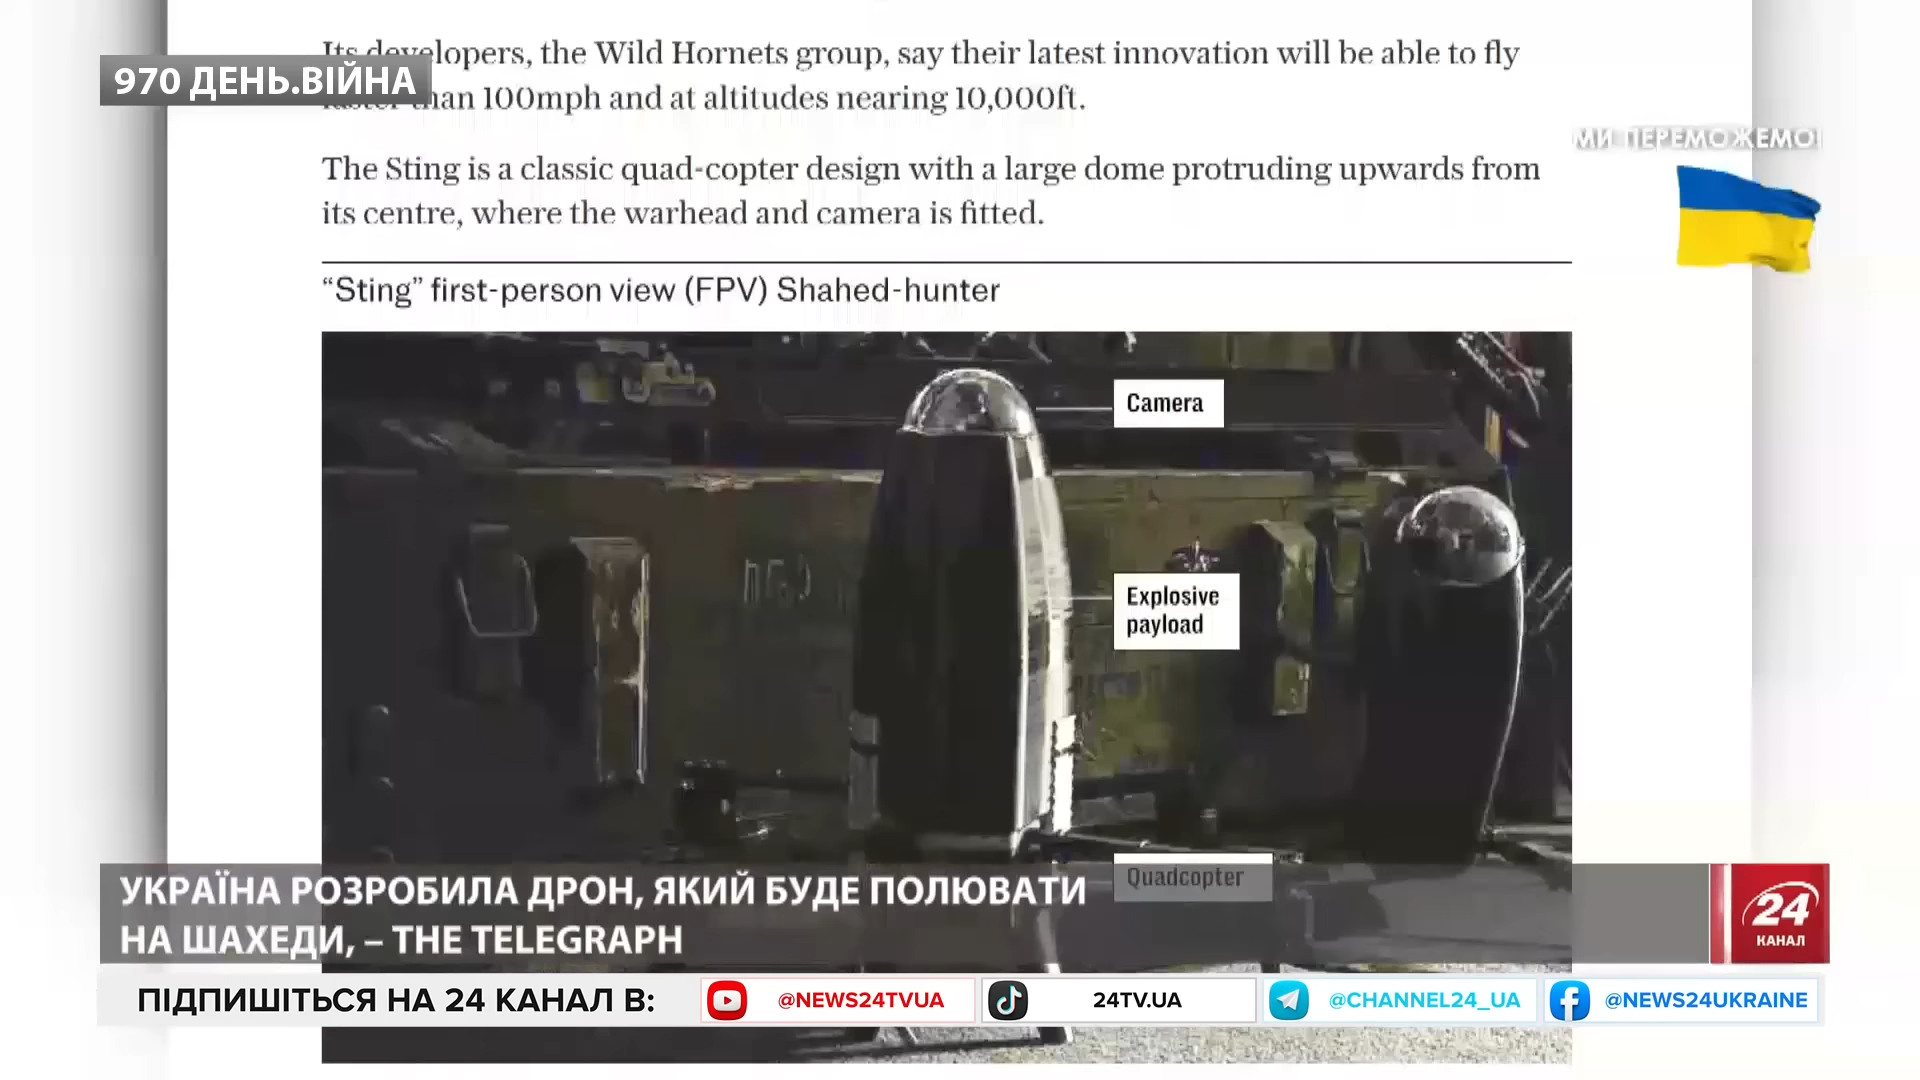 Its developers, the Wild Hornets group, say their latest innovation will be able to fly
970 ДЕНЬ.ВІЙНА
faster than 100mph and at altitudes nearing 10,000ft.
МИ ПЕРЕМОЖЕМО!
The Sting is a classic quad-copter design with a large dome protruding upwards from
its centre, where the warhead and camera is fitted.
“Sting” first-person view (FPV) Shahed-hunter
Camera
Explosive
payload
Quadcopter
УКРАЇНА РОЗРОБИЛА ДРОН, ЯКИЙ БУДЕ ПОЛЮВАТИ
НА ШАХЕДИ, – THE TELEGRAPH
24
КАНАЛ
ПІДПИШІТЬСЯ НА 24 КАНАЛ В:
@NEWS24TVUA
24TV.UA
@CHANNEL24_UA
@NEWS24UKRAINE